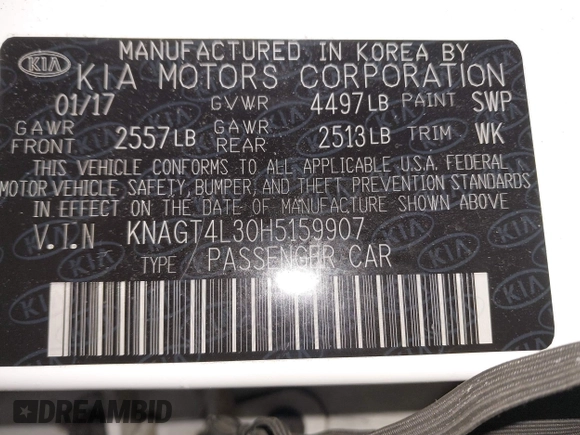 MANUFACTURED IN KOREA BY
KIA KIA MOTORS CORPORATION
01/17 GVWR 4497LB PAINT SWP
GAWR FRONT 2557LB GAWR REAR 2513LB TRIM WK
THIS VEHICLE CONFORMS TO ALL APPLICABLE U.S.A. FEDERAL
MOTOR VEHICLE SAFETY, BUMPER, AND THEFT PREVENTION STANDARDS
IN EFFECT ON THE DATE OF MANUFACTURE SHOWN ABOVE
V.I.N KNAGT4L30H5159907
TYPE / PASSENGER CAR
DREAMBID